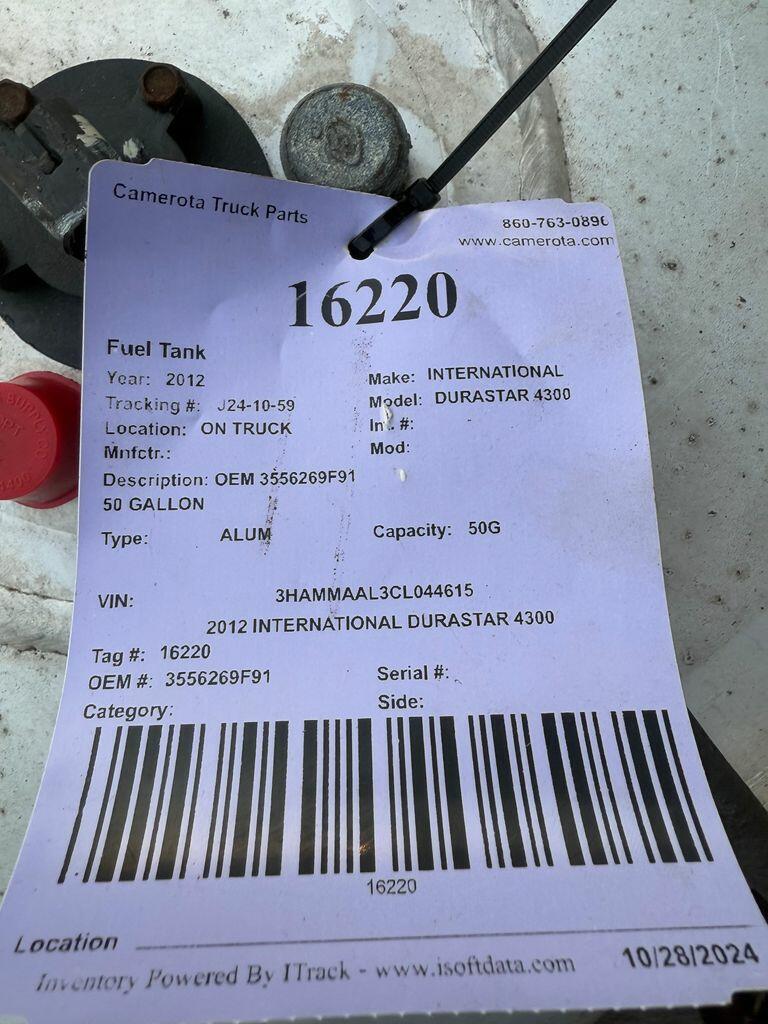 Camerota Truck Parts
860-763-0896
www.camerota.com
16220
Fuel Tank
Year: 2012
Make: INTERNATIONAL
Tracking #: J24-10-59
Model: DURASTAR 4300
Location: ON TRUCK
Int. #:
Mnfctr.:
Mod:
Description: OEM 3556269F91
50 GALLON
Type: ALUM
Capacity: 50G
VIN: 3HAMMAAL3CL044615
2012 INTERNATIONAL DURASTAR 4300
Tag #: 16220
OEM #: 3556269F91
Serial #:
Category:
Side:
16220
Location
Inventory Powered By ITrack - www.isoftdata.com
10/28/2024